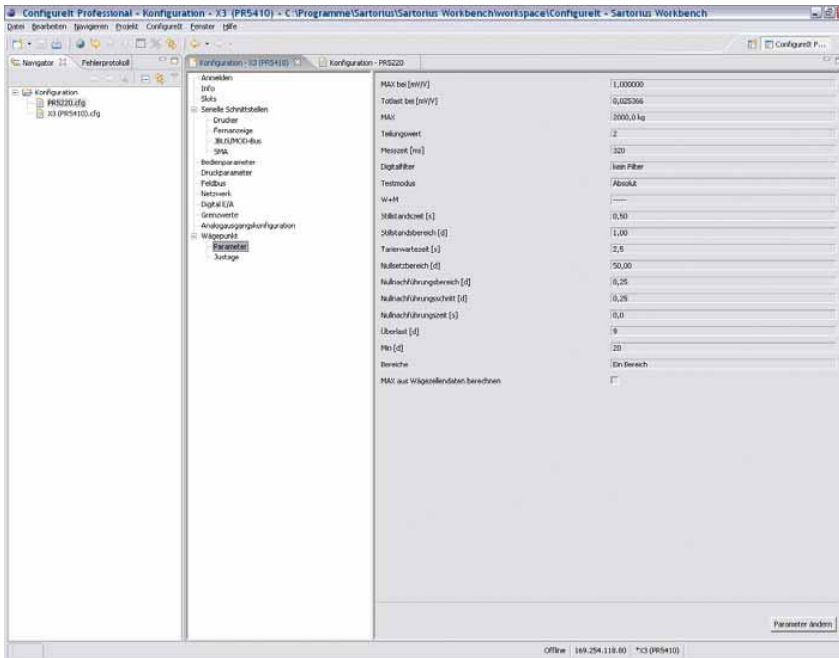 ConfigureIt Professional - Konfiguration - X3 (PR5410) - C:\Programme\Sartorius\Sartorius Workbench\workspace\ConfigureIt - Sartorius Workbench
Datei Bearbeiten Navigieren Projekt ConfigureIt Fenster Hilfe
ConfigureIt P...
Navigator
Fehlerprotokoll
Konfiguration - X3 (PR5410)
Konfiguration - PR5220
Konfiguration
PR5220.cfg
X3 (PR5410).cfg
Anmelden
Info
Slots
Serielle Schnittstellen
Drucker
Fernanzeige
JBUS/MOD-Bus
SMA
Bedienparameter
Druckparameter
Feldbus
Netzwerk
Digital E/A
Grenzwerte
Analogausgangskonfiguration
Wägepunkt
Parameter
Justage
MAX bei [mV/V] 1,000000
Totlast bei [mV/V] 0,025366
MAX 2000,0 kg
Teilungswert 2
Messzeit [ms] 320
Digitalfilter kein Filter
Testmodus Absolut
W+M -----
Stillstandszeit [s] 0,50
Stillstandsbereich [d] 1,00
Tarierwartezeit [s] 2,5
Nullsetzbereich [d] 50,00
Nullnachführungsbereich [d] 0,25
Nullnachführungsschritt [d] 0,25
Nullnachführungszeit [s] 0,0
Überlast [d] 9
Min [d] 20
Bereiche Ein Bereich
MAX aus Wägezellendaten berechnen
Parameter ändern
Offline 169.254.118.80 *X3 (PR5410)